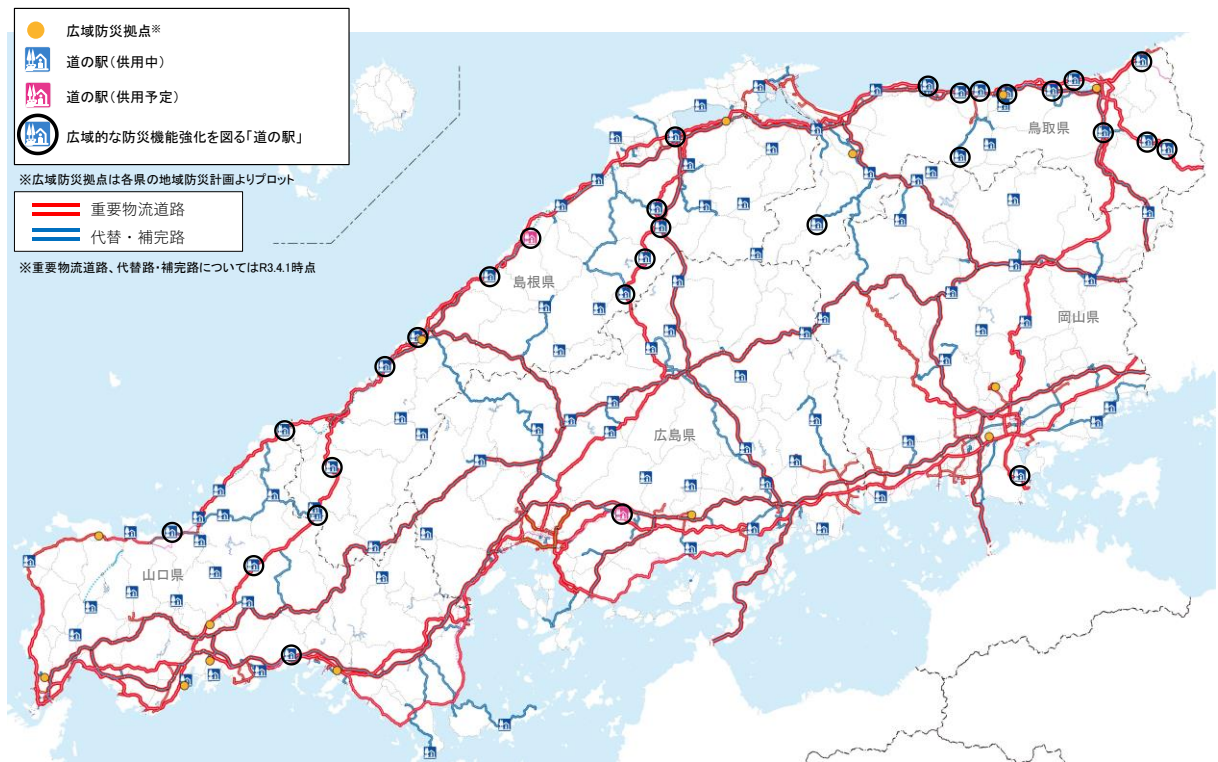 広域防災拠点※
道の駅(供用中)
道の駅(供用予定)
広域的な防災機能強化を図る「道の駅」
※広域防災拠点は各県の地域防災計画よりプロット
重要物流道路
代替・補完路
※重要物流道路、代替路・補完路についてはR3.4.1時点
鳥取県
島根県
岡山県
広島県
山口県